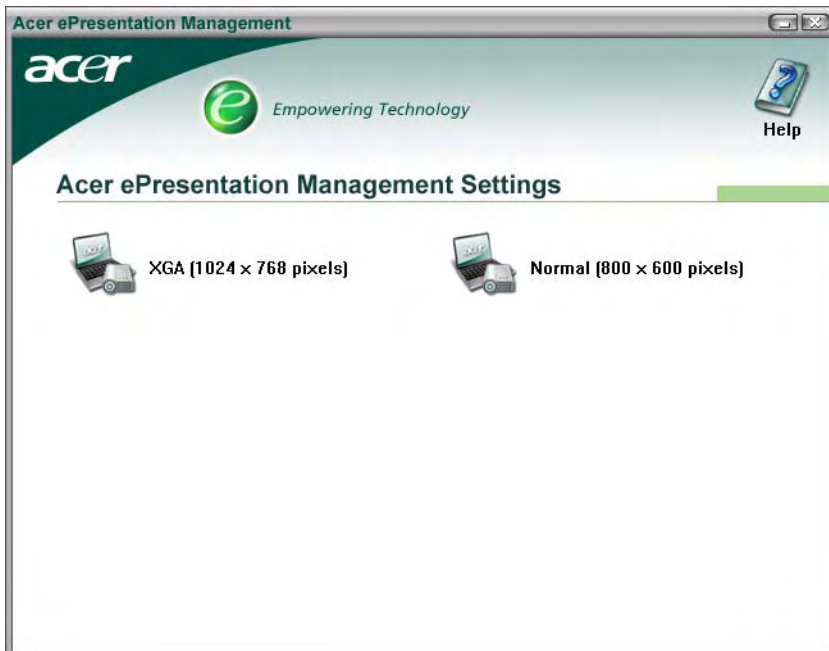 Acer ePresentation Management
acer
e Empowering Technology
Help
Acer ePresentation Management Settings
XGA (1024 x 768 pixels)
Normal (800 x 600 pixels)